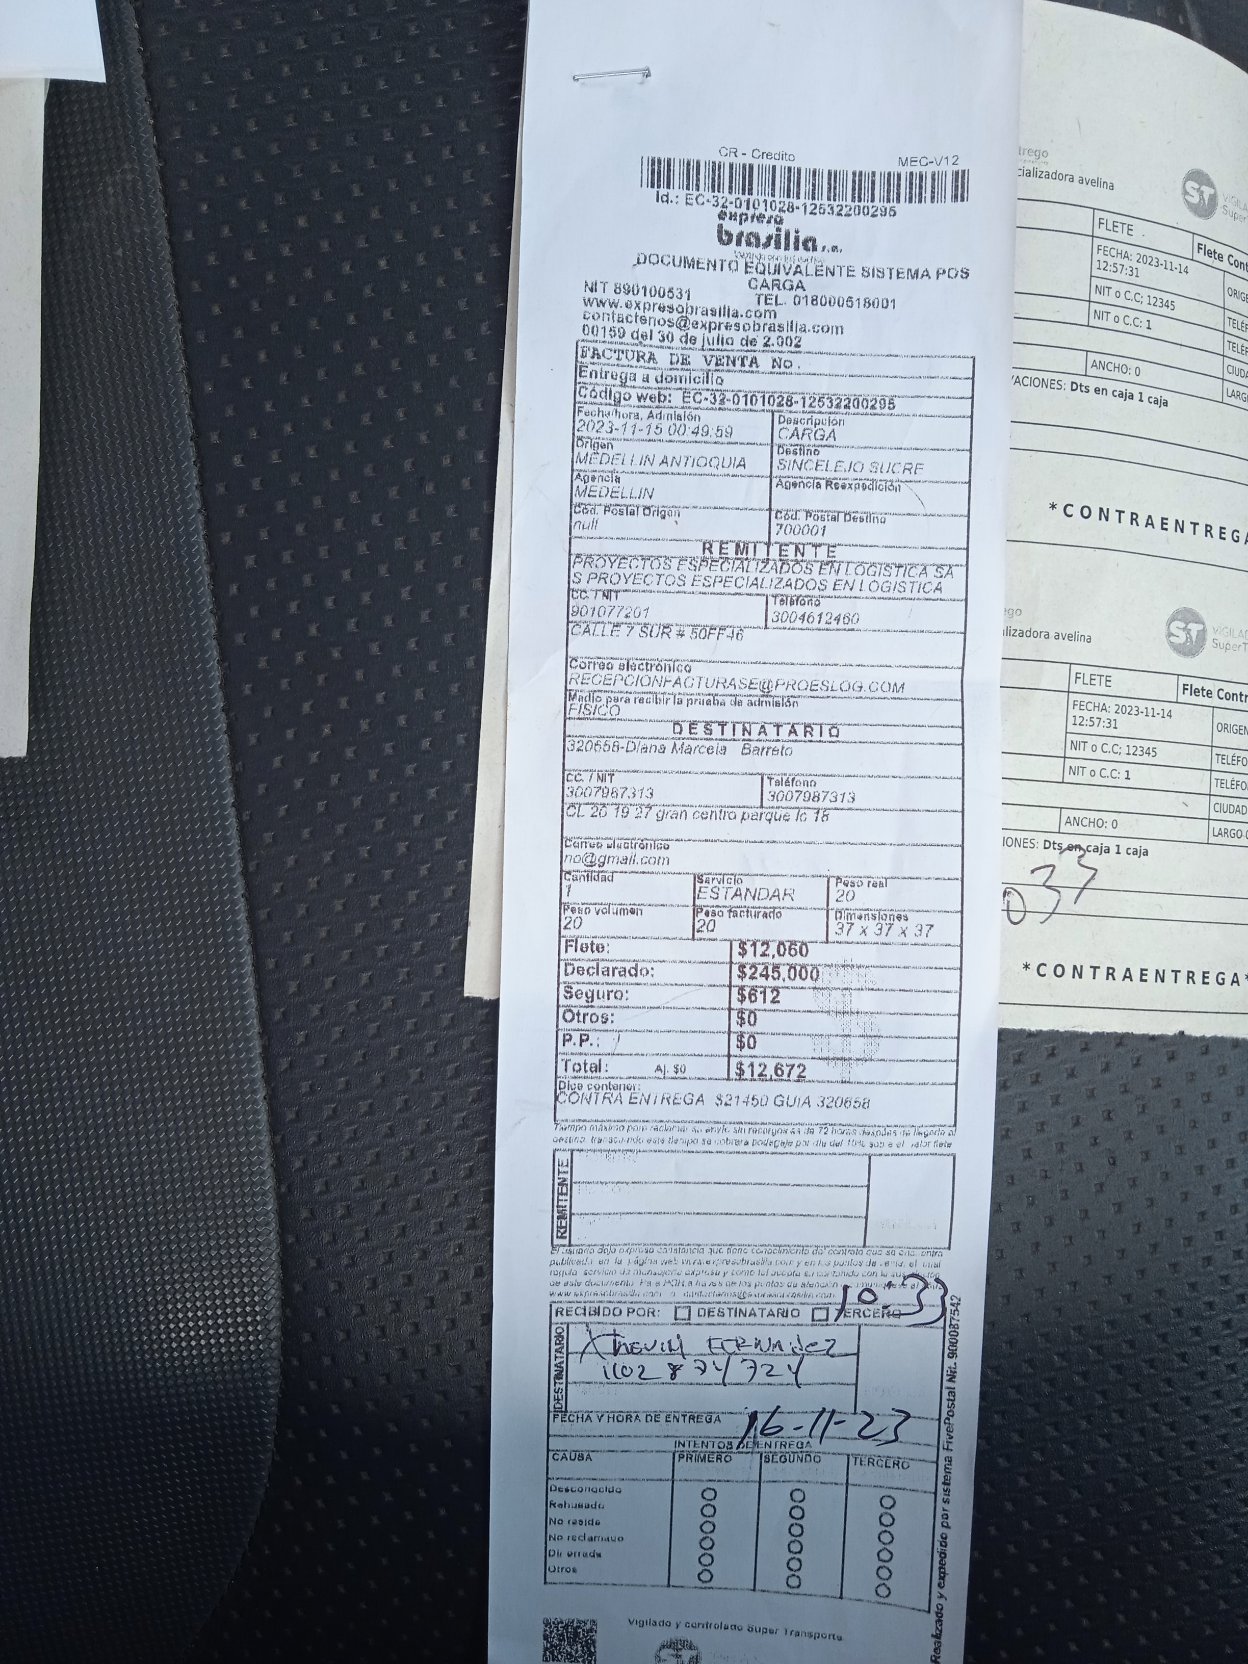 CR - Credito MEC-V12
Id.: EC-32-0101028-12532200295
expreso
brasilia s.a.
DOCUMENTO EQUIVALENTE SISTEMA POS
CARGA
NIT 890100531 TEL. 018000518001
www.expresobrasilia.com
contactenos@expresobrasilia.com
00159 del 30 de julio de 2.002
FACTURA DE VENTA No.
Entrega a domicilio
Código web: EC-32-0101028-12532200295
Fecha/hora, Admisión Descripción
2023-11-15 00:49:59 CARGA
Origen Destino
MEDELLIN ANTIOQUIA SINCELEJO SUCRE
Agencia Agencia Reexpedición
MEDELLIN
Cód. Postal Origen Cód. Postal Destino
null 700001
REMITENTE
PROYECTOS ESPECIALIZADOS EN LOGISTICA SA
S PROYECTOS ESPECIALIZADOS EN LOGISTICA
CC. / NIT Teléfono
901077201 3004612460
CALLE 7 SUR # 50FF46
Correo electrónico
RECEPCIONFACTURASE@PROESLOG.COM
Medio para recibir la prueba de admisión
FISICO
DESTINATARIO
320658-Diana Marcela Barreto
CC. / NIT Teléfono
3007987313 3007987313
CL 20 19 27 gran centro parque lc 18
Correo electrónico
no@gmail.com
Cantidad Servicio Peso real
1 ESTANDAR 20
Peso volumen Peso facturado Dimensiones
20 20 37 x 37 x 37
Flete: $12,060
Declarado: $245,000
Seguro: $612
Otros: $0
P.P.: $0
Total: Aj. $0 $12,672
Dice contener:
CONTRA ENTREGA $21450 GUIA 320658
REMITENTE
10:33
RECIBIDO POR: DESTINATARIO TERCERO
DESTINATARIO
1102874724
FECHA Y HORA DE ENTREGA 16-11-23
INTENTOS DE ENTREGA
CAUSA PRIMERO SEGUNDO TERCERO
Desconocido
Rehusado
No reside
No reclamado
Dir errada
Otros
Vigilado y controlado Super Transporte
Realizado y expedido por sistema FivePostal Nit. 900087542
trego
cializadora avelina
ST
FLETE Flete Cont
FECHA: 2023-11-14
12:57:31
NIT o C.C; 12345
NIT o C.C: 1
ANCHO: 0
ACIONES: Dts en caja 1 caja
*CONTRAENTREGA
lizadora avelina
ST
FLETE Flete Contr
FECHA: 2023-11-14
12:57:31 ORIGEN
NIT o C.C; 12345
NIT o C.C: 1
CIUDAD
ANCHO: 0
IONES: Dts en caja 1 caja
033
*CONTRAENTREGA*